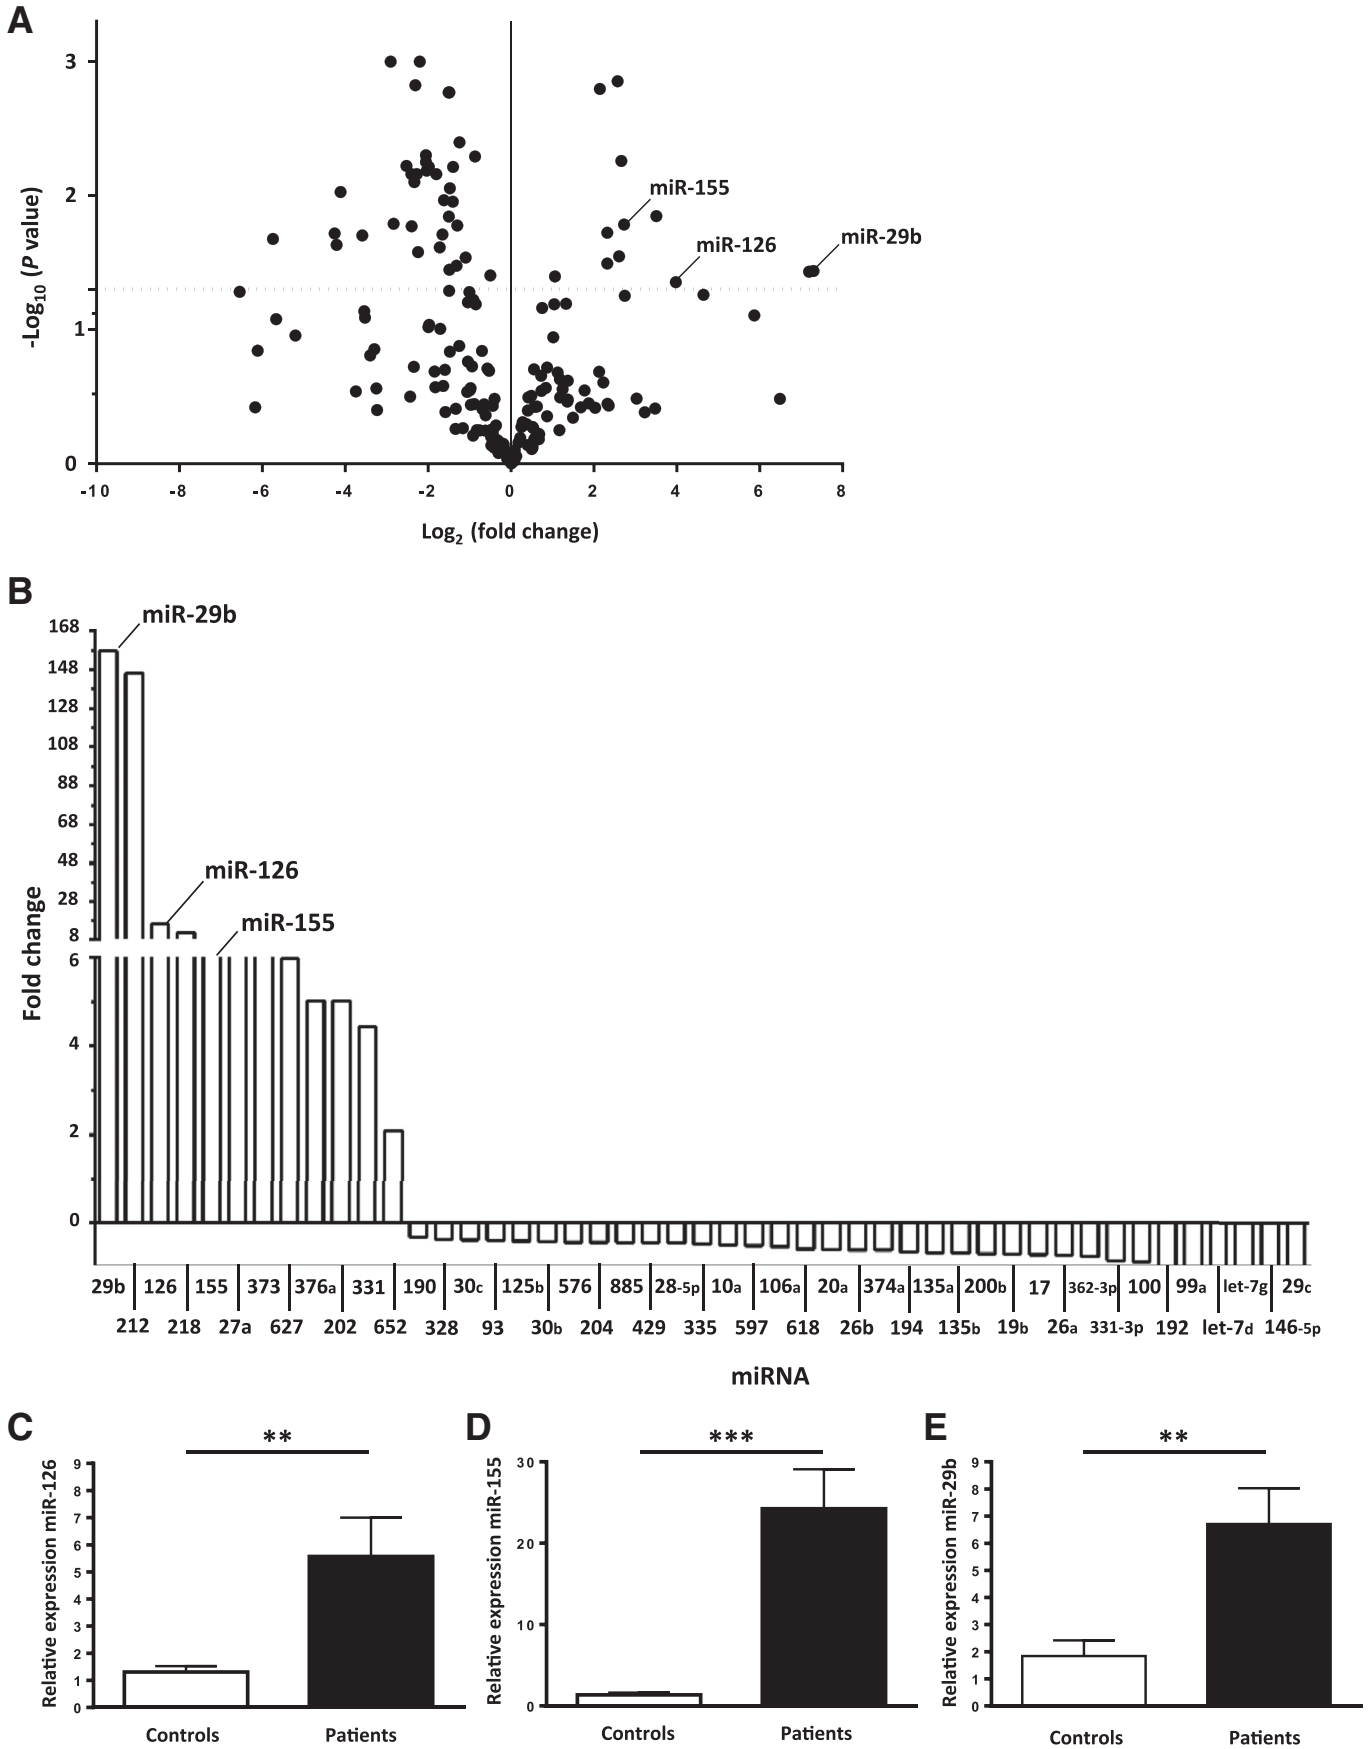 A
3
2
1
0
-Log10 (P value)
miR-155
miR-126
miR-29b
-10 -8 -6 -4 -2 0 2 4 6 8
Log2 (fold change)
B
miR-29b
168
148
128
108
88
68
48
28
8
6
4
2
0
miR-126
miR-155
Fold change
29b 126 155 373 376a 331 190 30c 125b 576 885 28-5p 10a 106a 20a 374a 135a 200b 17 362-3p 100 99a let-7g 29c
212 218 27a 627 202 652 328 93 30b 204 429 335 597 618 26b 194 135b 19b 26a 331-3p 192 let-7d 146-5p
miRNA
C
**
Relative expression miR-126
9
8
7
6
5
4
3
2
1
0
Controls Patients
D
***
Relative expression miR-155
30
20
10
0
Controls Patients
E
**
Relative expression miR-29b
9
8
7
6
5
4
3
2
1
0
Controls Patients